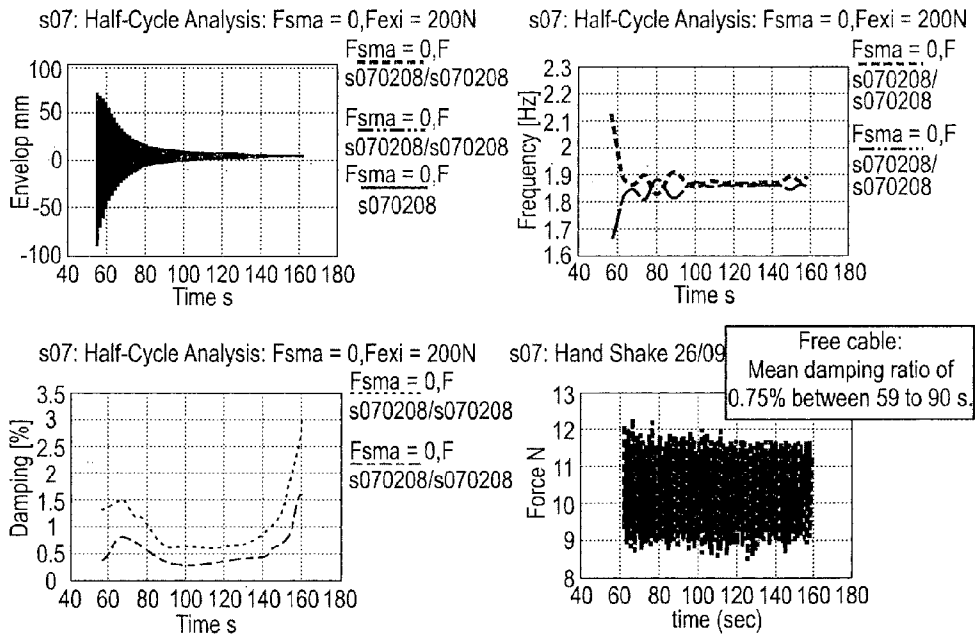 s07: Half-Cycle Analysis: Fsma = 0,Fexi = 200N
Envelop mm
100
50
0
-50
-100
40 60 80 100 120 140 160 180
Time s
Fsma = 0,F
s070208/s070208
Fsma = 0,F
s070208/s070208
Fsma = 0,F
s070208
s07: Half-Cycle Analysis: Fsma = 0,Fexi = 200N
Frequency [Hz]
2.3
2.2
2.1
2
1.9
1.8
1.7
1.6
40 60 80 100 120 140 160 180
Time s
Fsma = 0,F
s070208/
s070208
Fsma = 0,F
s070208/
s070208
s07: Half-Cycle Analysis: Fsma = 0,Fexi = 200N
Damping [%]
3.5
3
2.5
2
1.5
1
0.5
0
40 60 80 100 120 140 160 180
Time s
Fsma = 0,F
s070208/s070208
Fsma = 0,F
s070208/s070208
s07: Hand Shake 26/09
Free cable:
Mean damping ratio of
0.75% between 59 to 90 s.
Force N
13
12
11
10
9
8
40 60 80 100 120 140 160 180
time (sec)